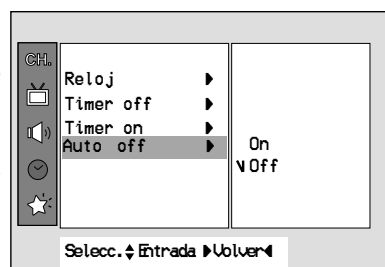 CH.
Reloj
Timer off
Timer on
Auto off
On
Off
Selecc. Entrada Volver